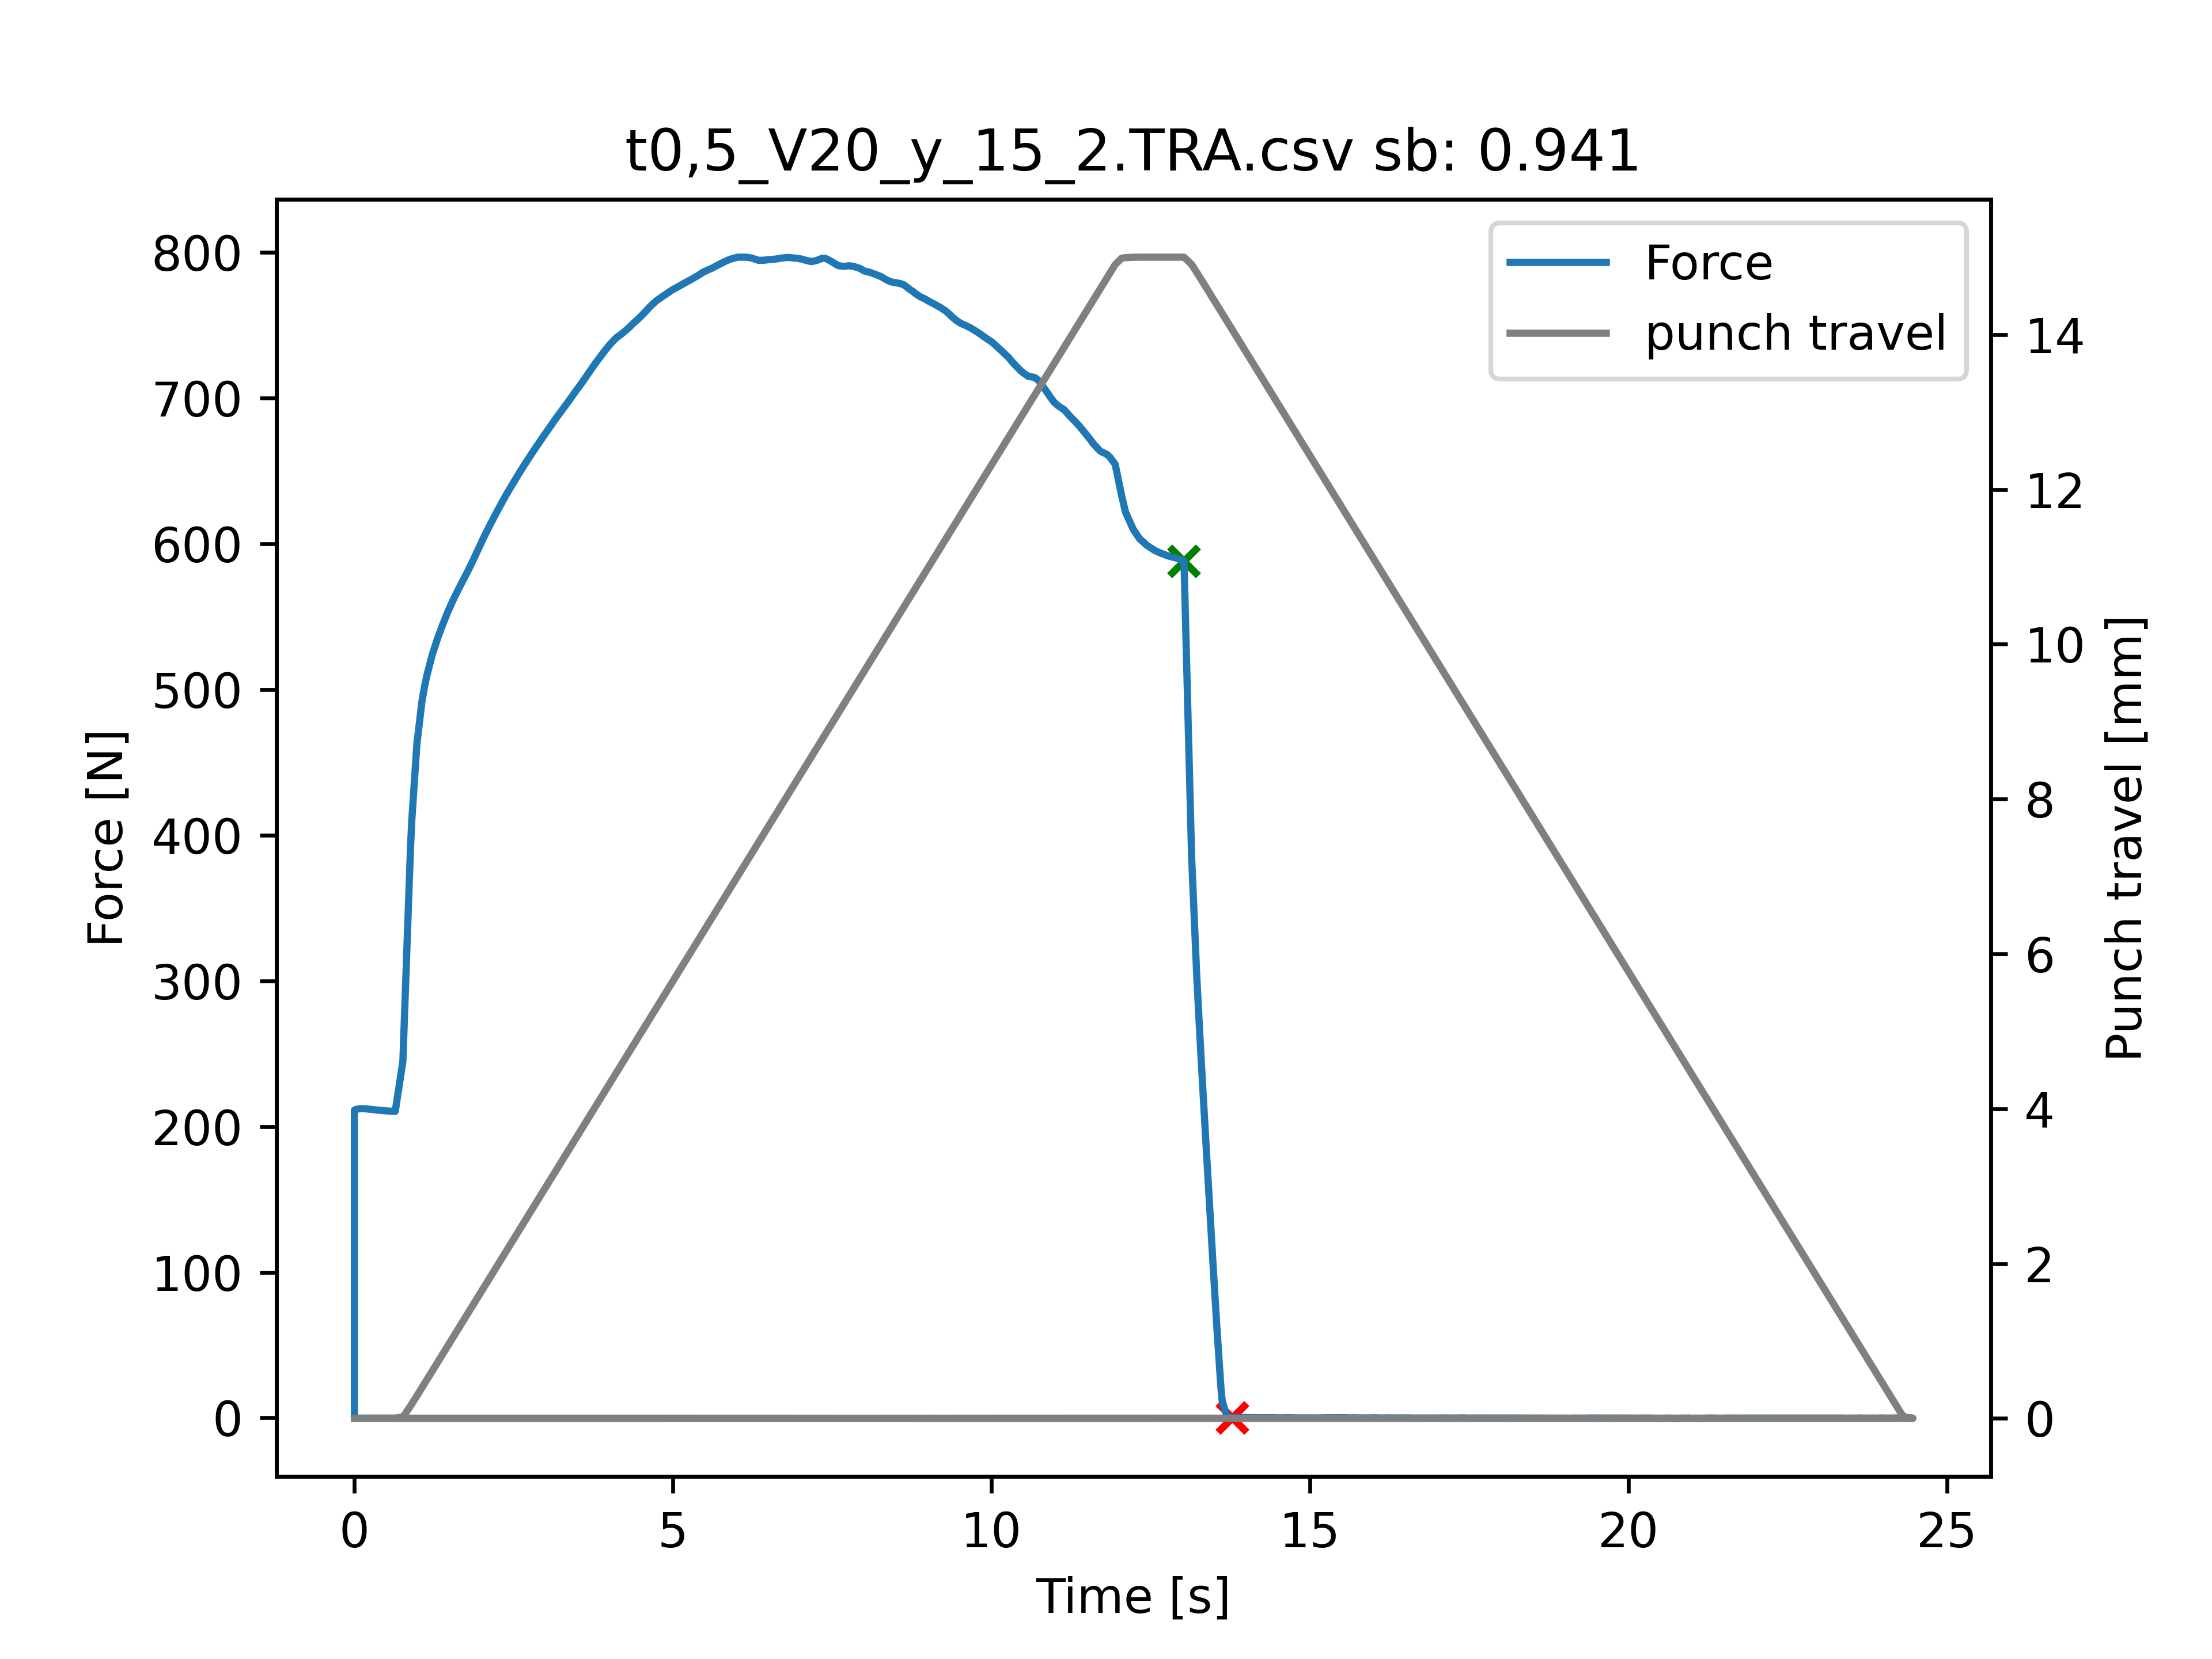 t0,5_V20_y_15_2.TRA.csv sb: 0.941
Force
punch travel
800
700
600
500
400
300
200
100
0
Force [N]
14
12
10
8
6
4
2
0
Punch travel [mm]
0 5 10 15 20 25
Time [s]